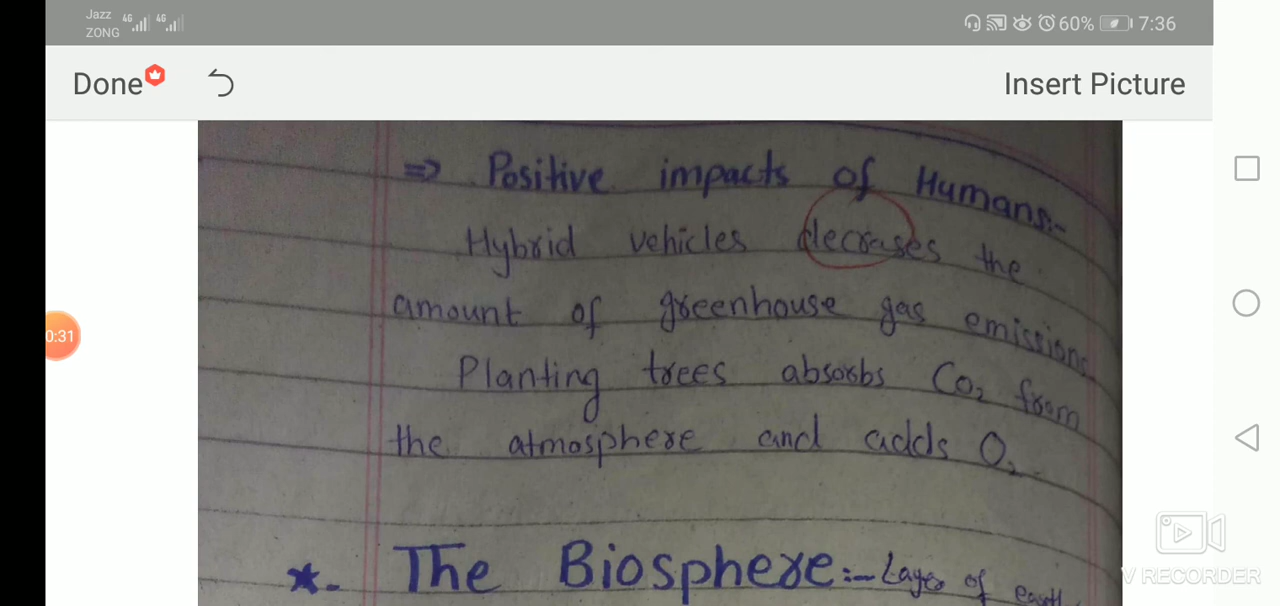 Jazz 4G 4G
ZONG
60% 7:36
Done
Insert Picture
⇒ Positive impacts of Humans:-
Hybrid vehicles decrases the
amount of greenhouse gas emissions
0:31
Planting trees absorbs CO₂ from
the atmosphere and adds O₂
*- The Biosphere:- Layer of earth
V RECORDER